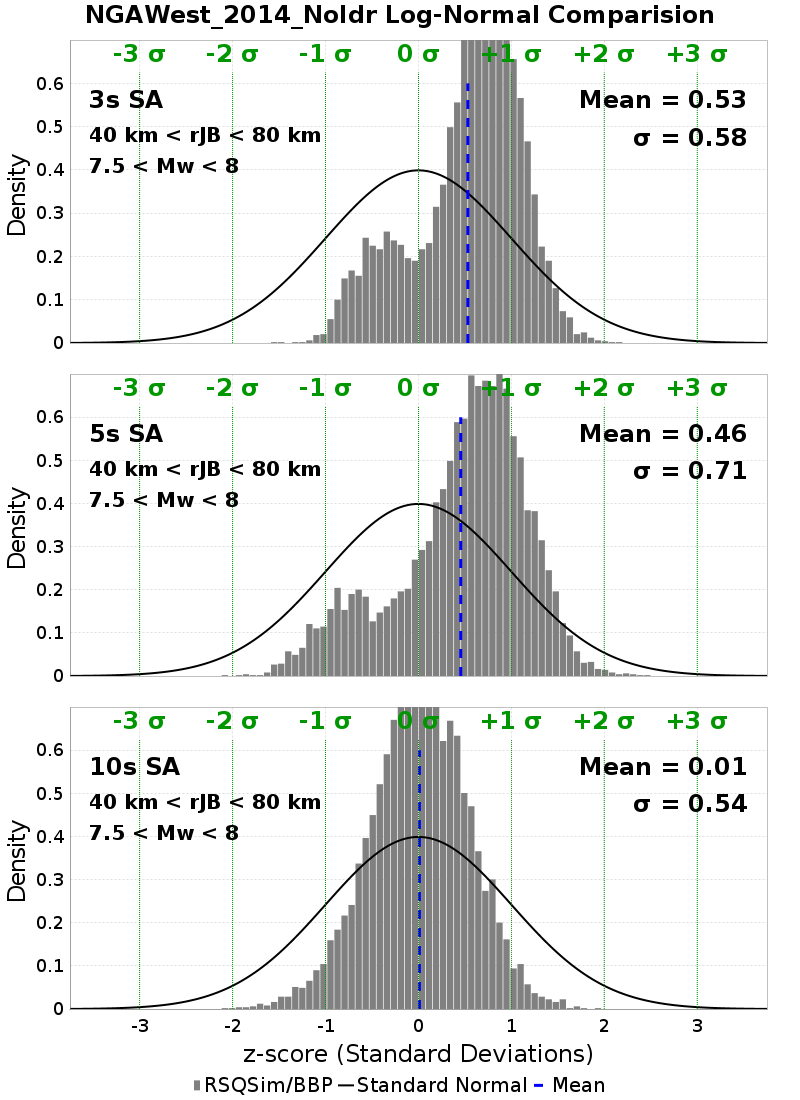 NGAWest_2014_NoIdr Log-Normal Comparision
-3 σ -2 σ -1 σ 0 σ +1 σ +2 σ +3 σ
3s SA
40 km < rJB < 80 km
7.5 < Mw < 8
Mean = 0.53
σ = 0.58
Density
0.6
0.5
0.4
0.3
0.2
0.1
0
-3 σ -2 σ -1 σ 0 σ +1 σ +2 σ +3 σ
5s SA
40 km < rJB < 80 km
7.5 < Mw < 8
Mean = 0.46
σ = 0.71
Density
0.6
0.5
0.4
0.3
0.2
0.1
0
-3 σ -2 σ -1 σ 0 σ +1 σ +2 σ +3 σ
10s SA
40 km < rJB < 80 km
7.5 < Mw < 8
Mean = 0.01
σ = 0.54
Density
0.6
0.5
0.4
0.3
0.2
0.1
0
-3 -2 -1 0 1 2 3
z-score (Standard Deviations)
RSQSim/BBP Standard Normal Mean